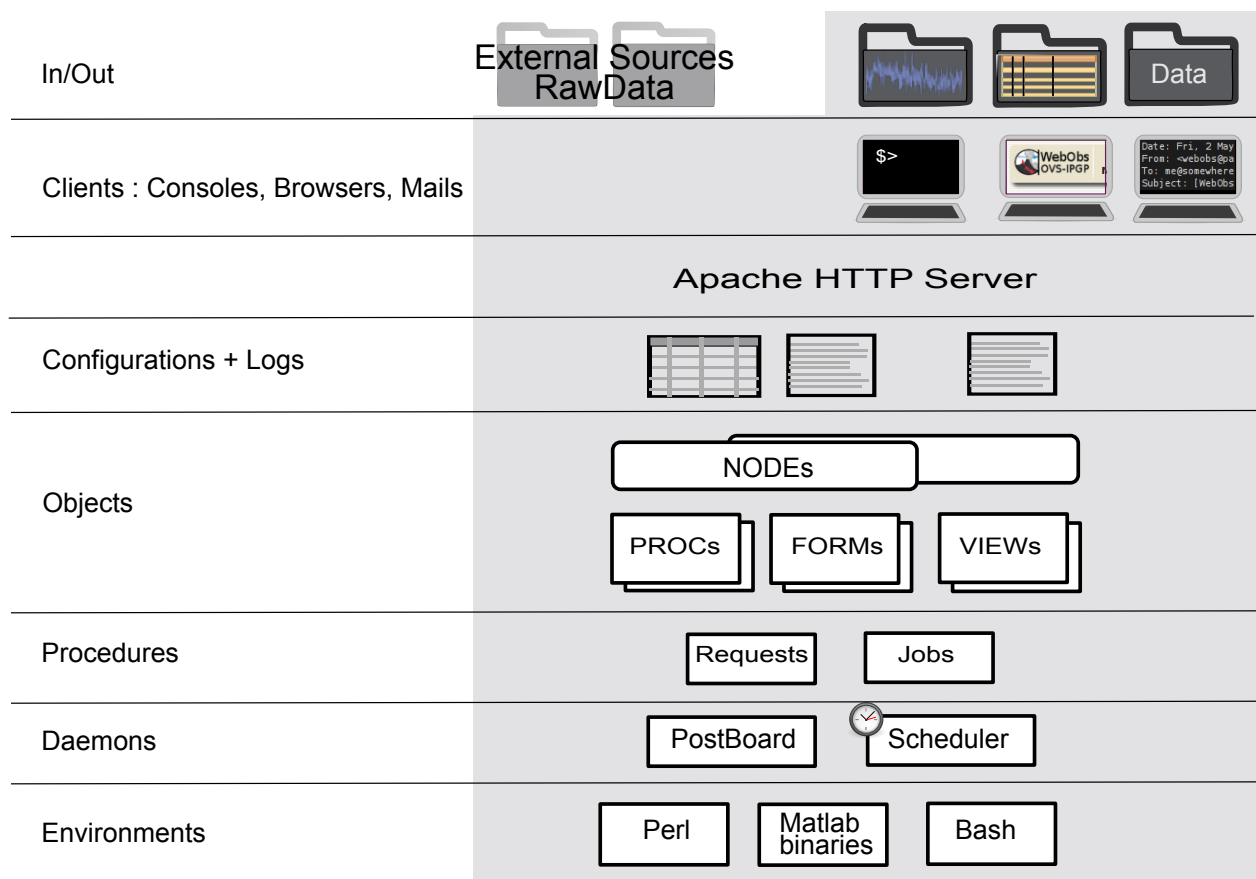 In/Out
External Sources
RawData
Data
Clients : Consoles, Browsers, Mails
$>
WebObs
OVS-IPGP
Date: Fri, 2 May
From: <webobs@pa
To: me@somewhere
Subject: [WebObs
Apache HTTP Server
Configurations + Logs
Objects
NODEs
PROCs
FORMs
VIEWs
Procedures
Requests
Jobs
Daemons
PostBoard
Scheduler
Environments
Perl
Matlab
binaries
Bash